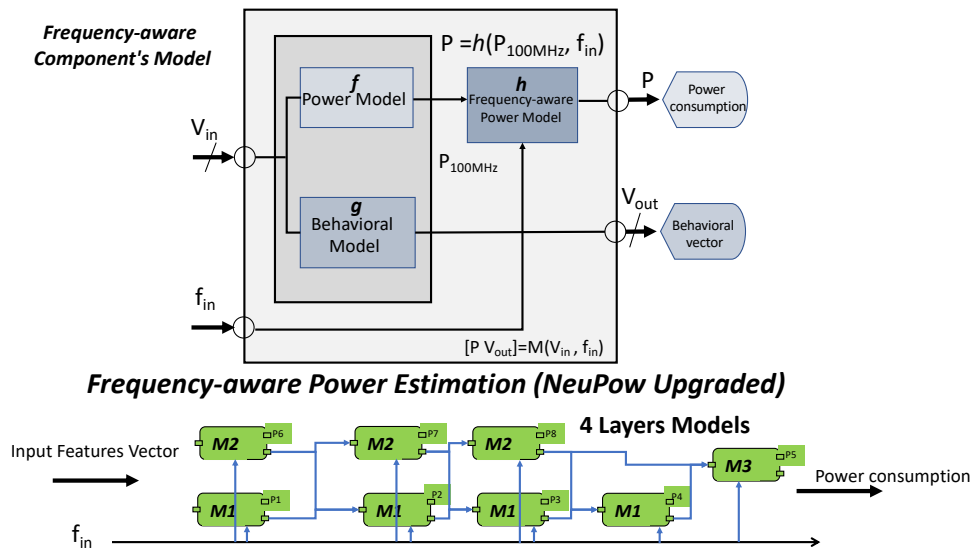 Frequency-aware
Component's Model
P =h(P100MHz, fin)
f
Power Model
h
Frequency-aware
Power Model
P
Power
consumption
Vin
P100MHz
g
Behavioral
Model
Vout
Behavioral
vector
fin
[P Vout]=M(Vin , fin)
Frequency-aware Power Estimation (NeuPow Upgraded)
4 Layers Models
Input Features Vector
M2
P6
M2
P7
M2
P8
M3
P5
Power consumption
M1
P1
M1
P2
M1
P3
M1
P4
fin